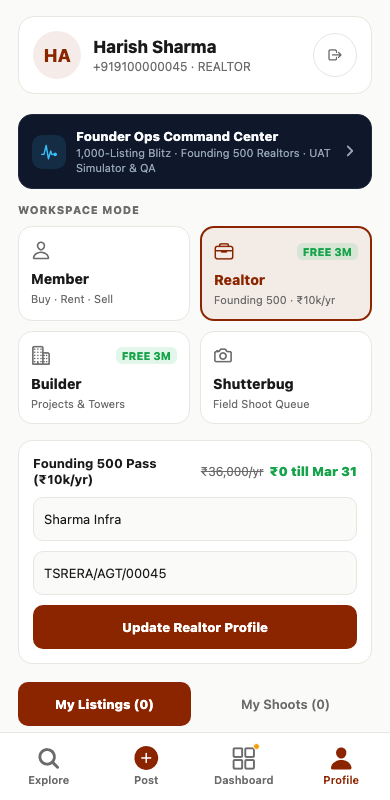 HA
Harish Sharma
+919100000045 · REALTOR
Founder Ops Command Center
1,000-Listing Blitz · Founding 500 Realtors · UAT
Simulator & QA
WORKSPACE MODE
Member
Buy · Rent · Sell
FREE 3M
Realtor
Founding 500 · ₹10k/yr
FREE 3M
Builder
Projects & Towers
Shutterbug
Field Shoot Queue
Founding 500 Pass
(₹10k/yr)
₹36,000/yr ₹0 till Mar 31
Sharma Infra
TSRERA/AGT/00045
Update Realtor Profile
My Listings (0)
My Shoots (0)
Explore
Post
Dashboard
Profile